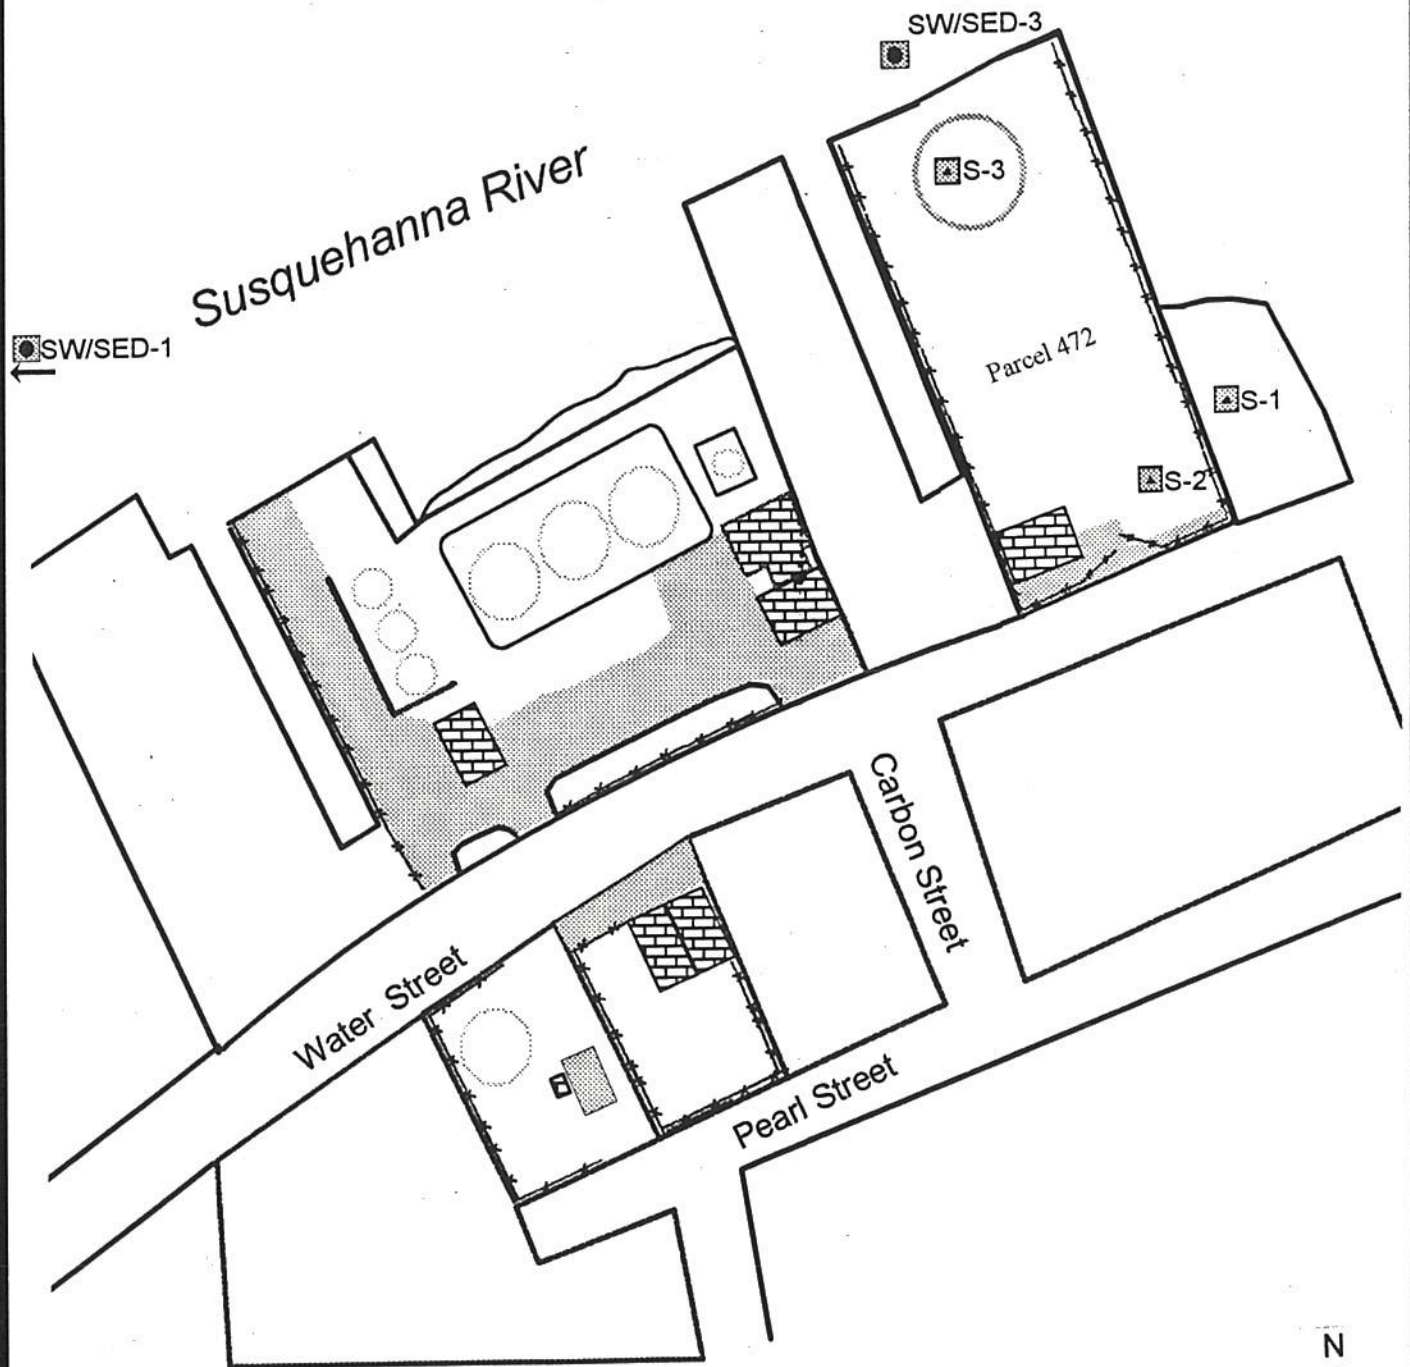 SW/SED-3
Susquehanna River
S-3
SW/SED-1
Parcel 472
S-1
S-2
Carbon Street
Water Street
Pearl Street
N